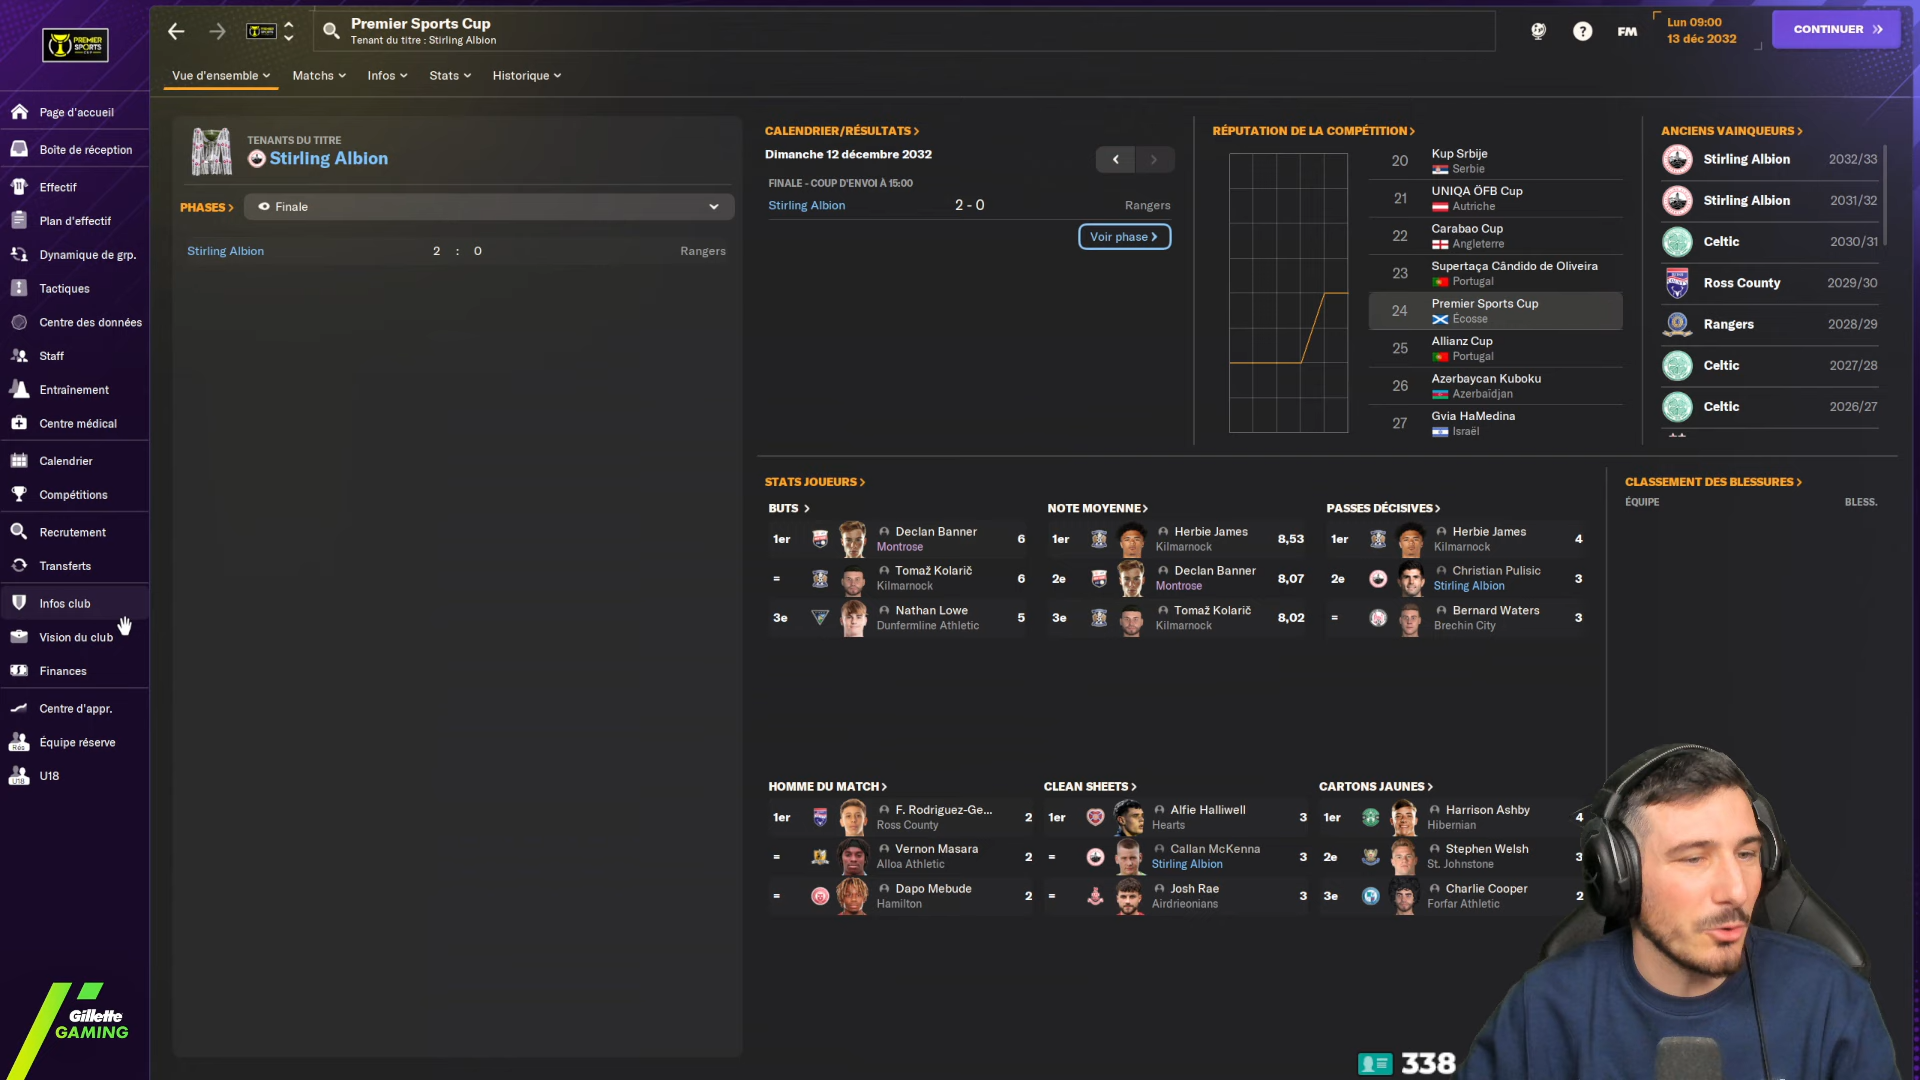 PREMIER SPORTS CUP
Premier Sports Cup
Tenant du titre : Stirling Albion
FM
Lun 09:00
13 déc 2032
CONTINUER
Vue d'ensemble
Matchs
Infos
Stats
Historique
Page d'accueil
Boîte de réception
Effectif
Plan d'effectif
Dynamique de grp.
Tactiques
Centre des données
Staff
Entraînement
Centre médical
Calendrier
Compétitions
Recrutement
Transferts
Infos club
Vision du club
Finances
Centre d'appr.
Équipe réserve
U18
Gillette
GAMING
TENANTS DU TITRE
Stirling Albion
PHASES >
Finale
Stirling Albion 2 : 0 Rangers
CALENDRIER/RÉSULTATS >
Dimanche 12 décembre 2032
FINALE - COUP D'ENVOI À 15:00
Stirling Albion 2 - 0 Rangers
Voir phase >
RÉPUTATION DE LA COMPÉTITION >
20 Kup Srbije
Serbie
21 UNIQA ÖFB Cup
Autriche
22 Carabao Cup
Angleterre
23 Supertaça Cândido de Oliveira
Portugal
24 Premier Sports Cup
Écosse
25 Allianz Cup
Portugal
26 Azərbaycan Kuboku
Azerbaïdjan
27 Gvia HaMedina
Israël
ANCIENS VAINQUEURS >
Stirling Albion 2032/33
Stirling Albion 2031/32
Celtic 2030/31
Ross County 2029/30
Rangers 2028/29
Celtic 2027/28
Celtic 2026/27
STATS JOUEURS >
BUTS >
1er Declan Banner 6
Montrose
= Tomaž Kolarič 6
Kilmarnock
3e Nathan Lowe 5
Dunfermline Athletic
NOTE MOYENNE >
1er Herbie James 8,53
Kilmarnock
2e Declan Banner 8,07
Montrose
3e Tomaž Kolarič 8,02
Kilmarnock
PASSES DÉCISIVES >
1er Herbie James 4
Kilmarnock
2e Christian Pulisic 3
Stirling Albion
= Bernard Waters 3
Brechin City
CLASSEMENT DES BLESSURES >
ÉQUIPE BLESS.
HOMME DU MATCH >
1er F. Rodriguez-Ge... 2
Ross County
= Vernon Masara 2
Alloa Athletic
= Dapo Mebude 2
Hamilton
CLEAN SHEETS >
1er Alfie Halliwell 3
Hearts
= Callan McKenna 3
Stirling Albion
= Josh Rae 3
Airdrieonians
CARTONS JAUNES >
1er Harrison Ashby 4
Hibernian
2e Stephen Welsh 3
St. Johnstone
3e Charlie Cooper 2
Forfar Athletic
338